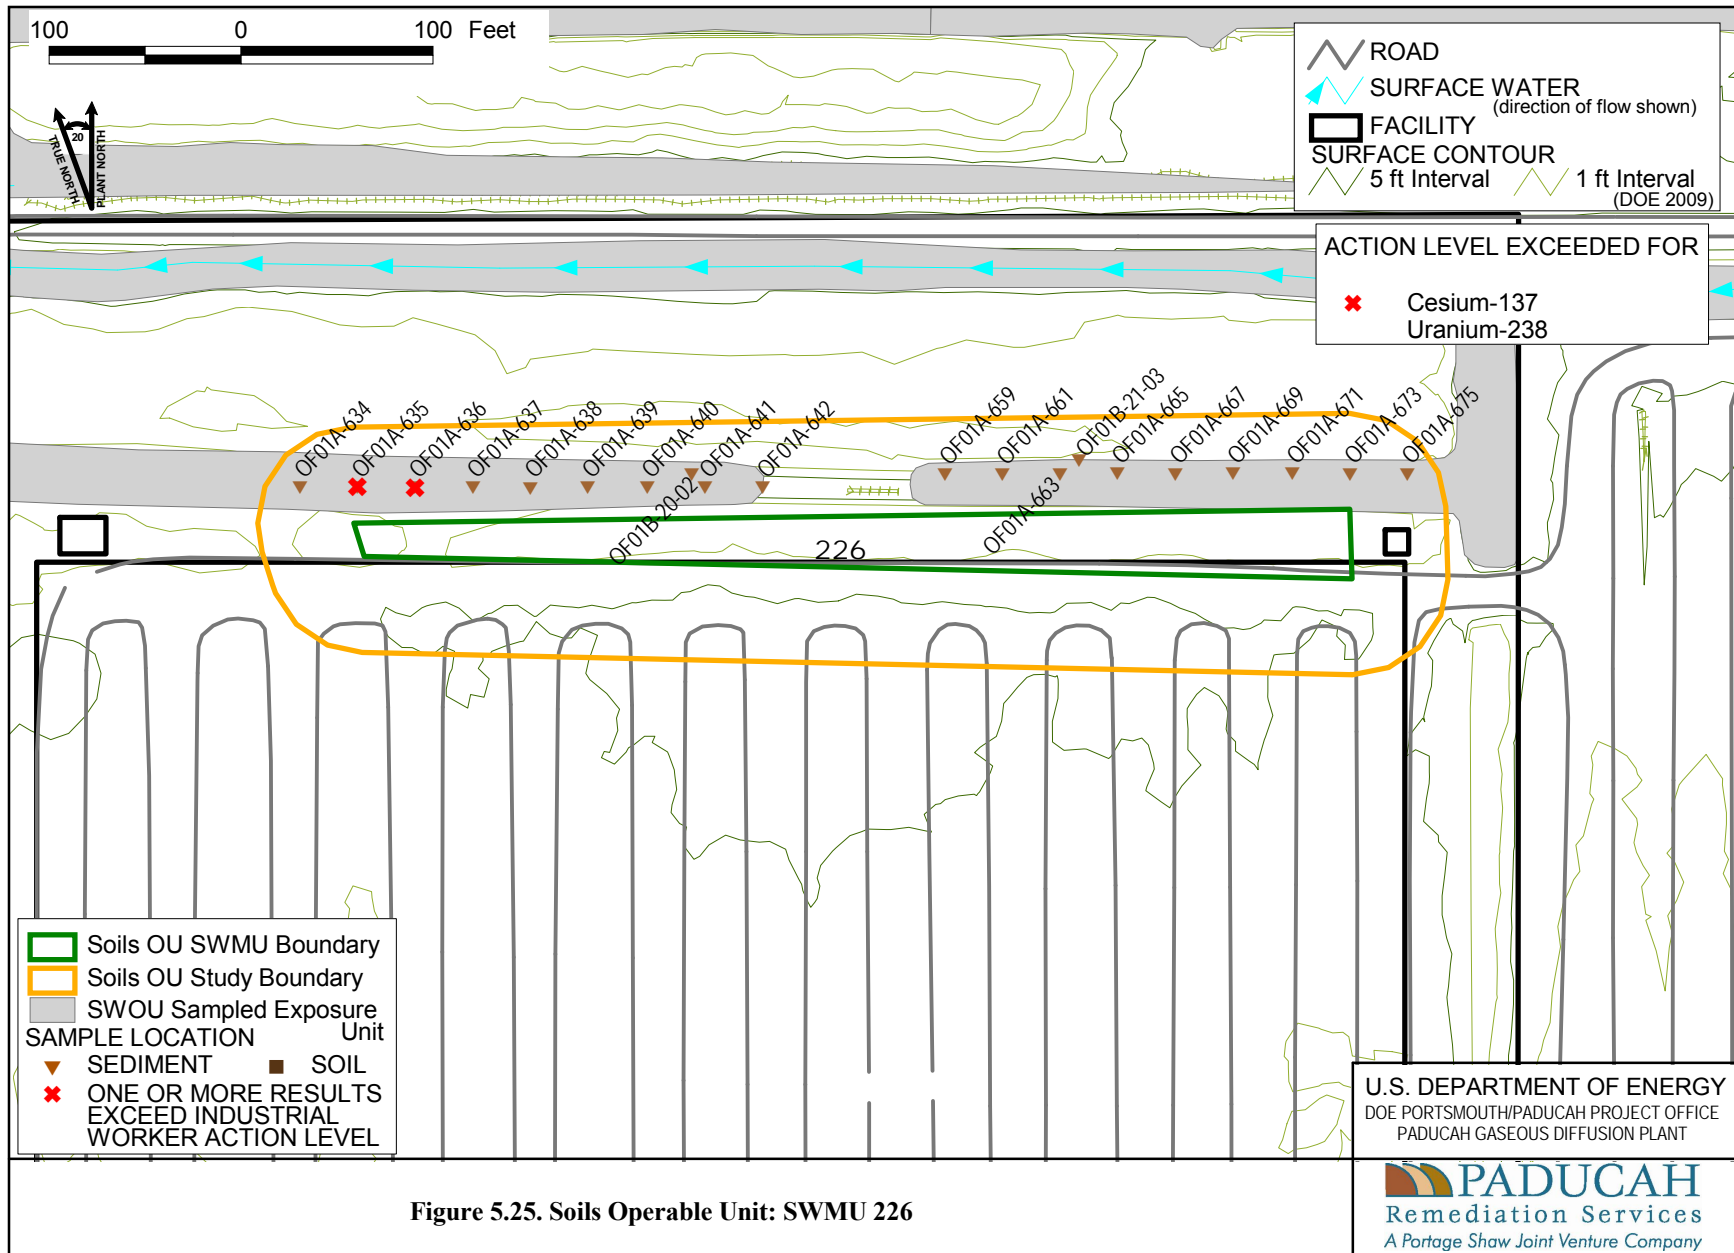 100 0 100 Feet
TRUE NORTH
20
PLANT NORTH
ROAD
SURFACE WATER
(direction of flow shown)
FACILITY
SURFACE CONTOUR
5 ft Interval 1 ft Interval
(DOE 2009)
ACTION LEVEL EXCEEDED FOR
Cesium-137
Uranium-238
OF01A-634
OF01A-635
OF01A-636
OF01A-637
OF01A-638
OF01A-639
OF01A-640
OF01A-641
OF01A-642
OF01A-659
OF01A-661
OF01B-21-03
OF01A-665
OF01A-667
OF01A-669
OF01A-671
OF01A-673
OF01A-675
OF01B-20-02
OF01A-663
226
Soils OU SWMU Boundary
Soils OU Study Boundary
SWOU Sampled Exposure
Unit
SAMPLE LOCATION
SEDIMENT SOIL
ONE OR MORE RESULTS
EXCEED INDUSTRIAL
WORKER ACTION LEVEL
U.S. DEPARTMENT OF ENERGY
DOE PORTSMOUTH/PADUCAH PROJECT OFFICE
PADUCAH GASEOUS DIFFUSION PLANT
PADUCAH
Remediation Services
A Portage Shaw Joint Venture Company
Figure 5.25. Soils Operable Unit: SWMU 226